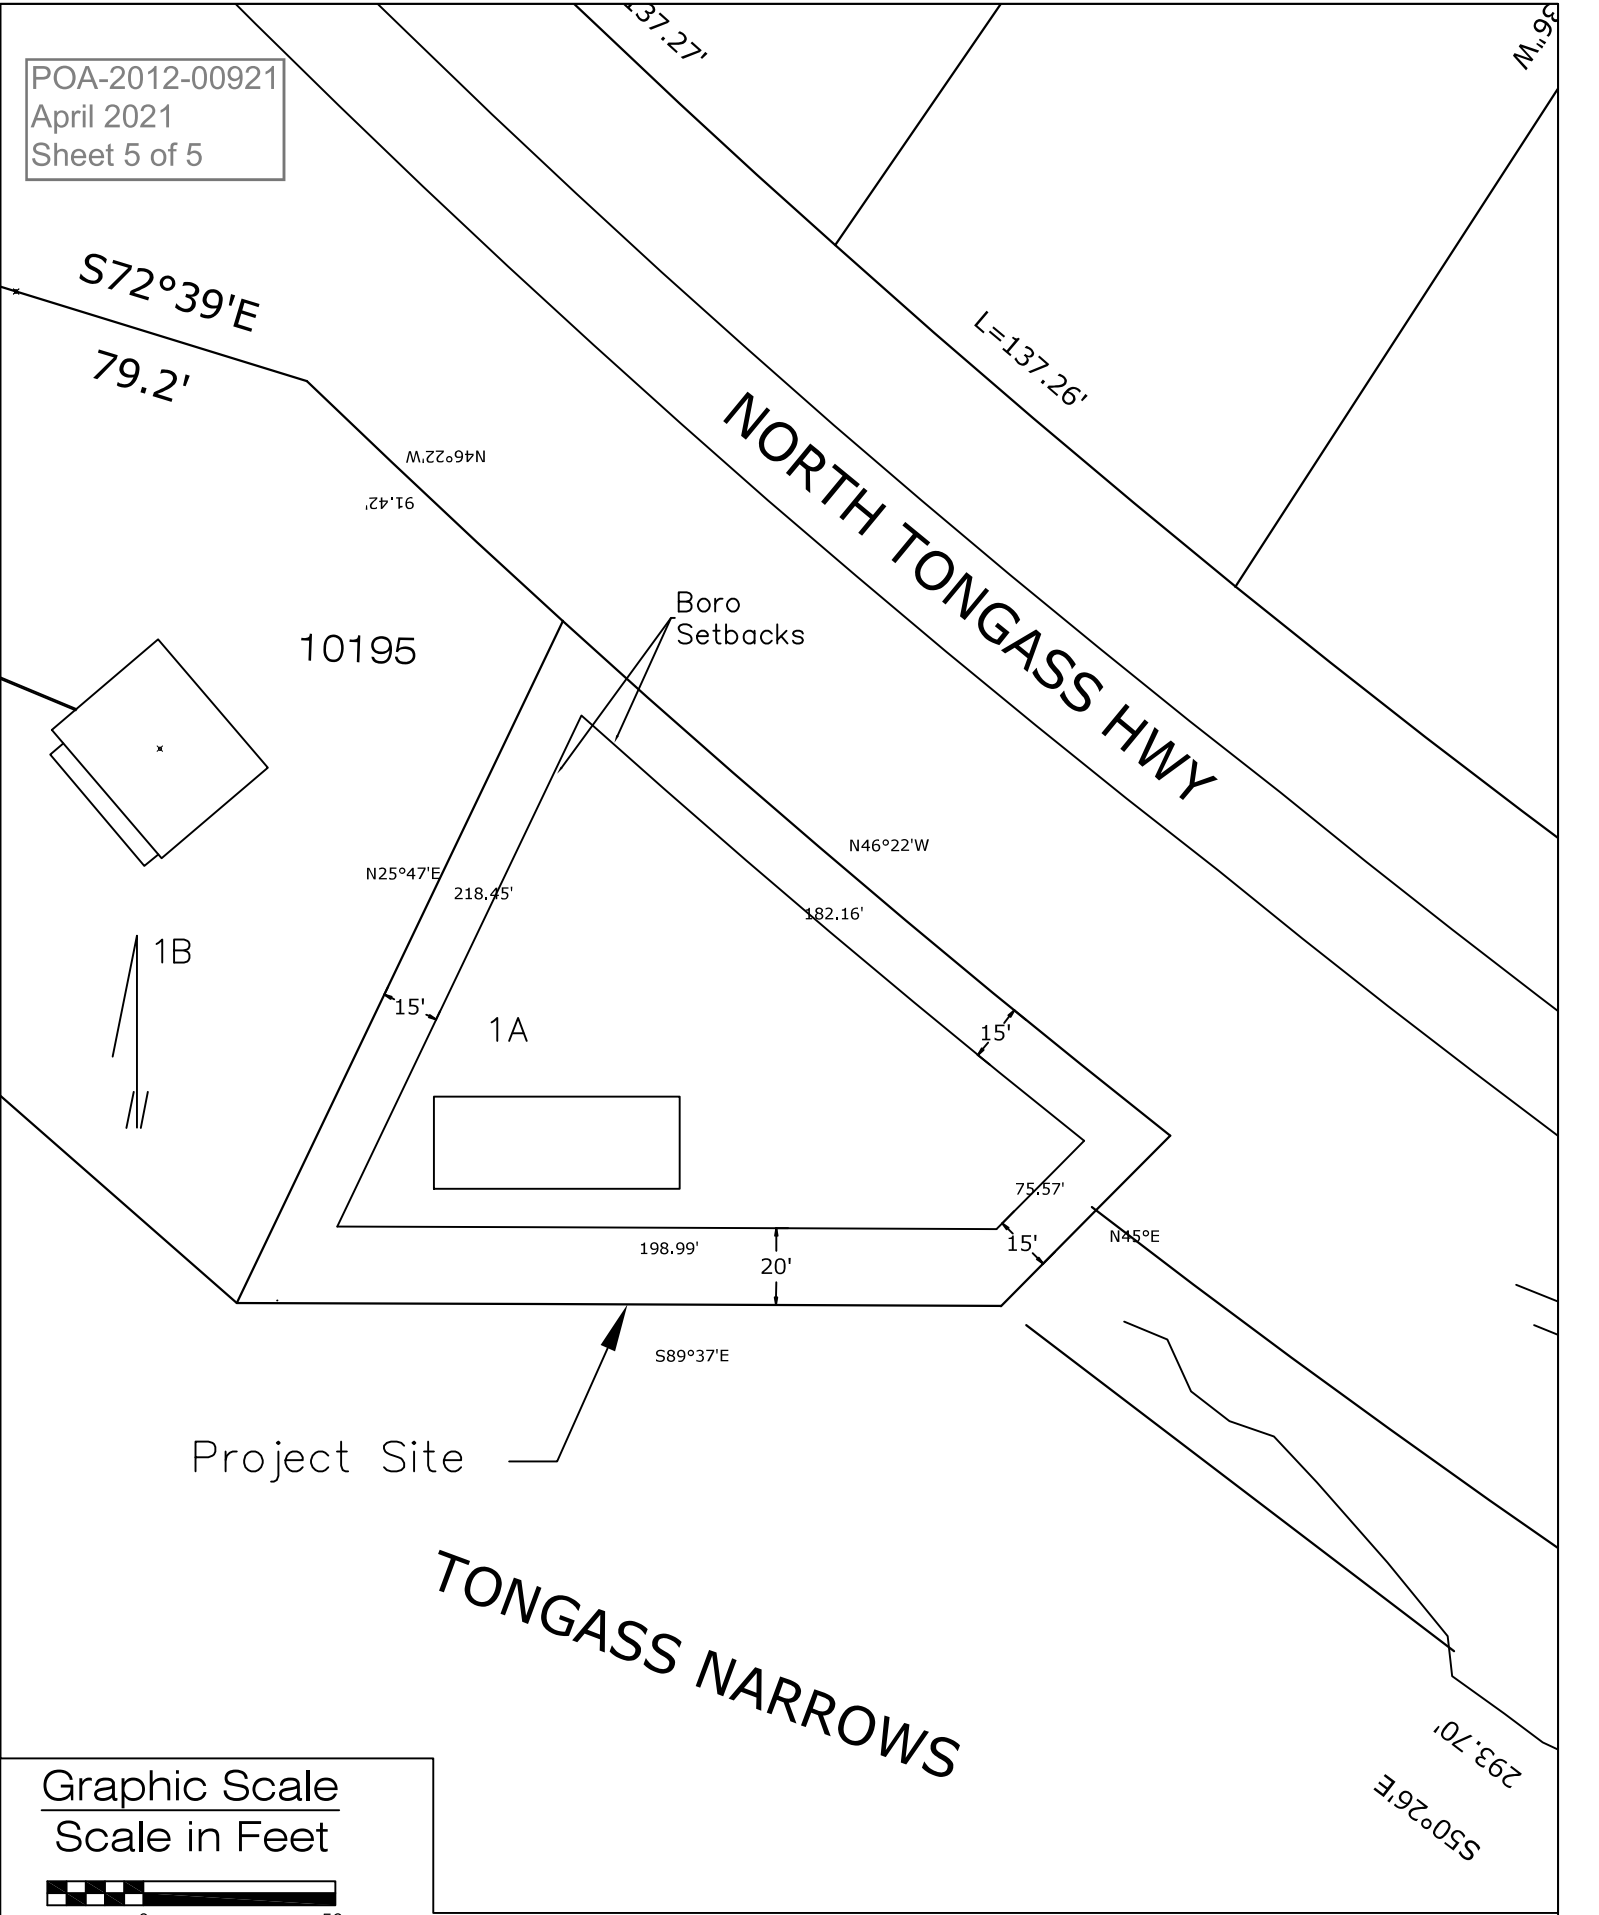 137.27'
36"W
POA-2012-00921
April 2021
Sheet 5 of 5
S72°39'E
79.2'
L=137.26'
N46°22'W
91.42'
NORTH TONGASS HWY
Boro
Setbacks
10195
N46°22'W
N25°47'E
218.45'
182.16'
1B
15'
1A
15'
75.57'
N45°E
15'
198.99'
20'
S89°37'E
Project Site
TONGASS NARROWS
293.70'
S50°26'E
Graphic Scale
Scale in Feet